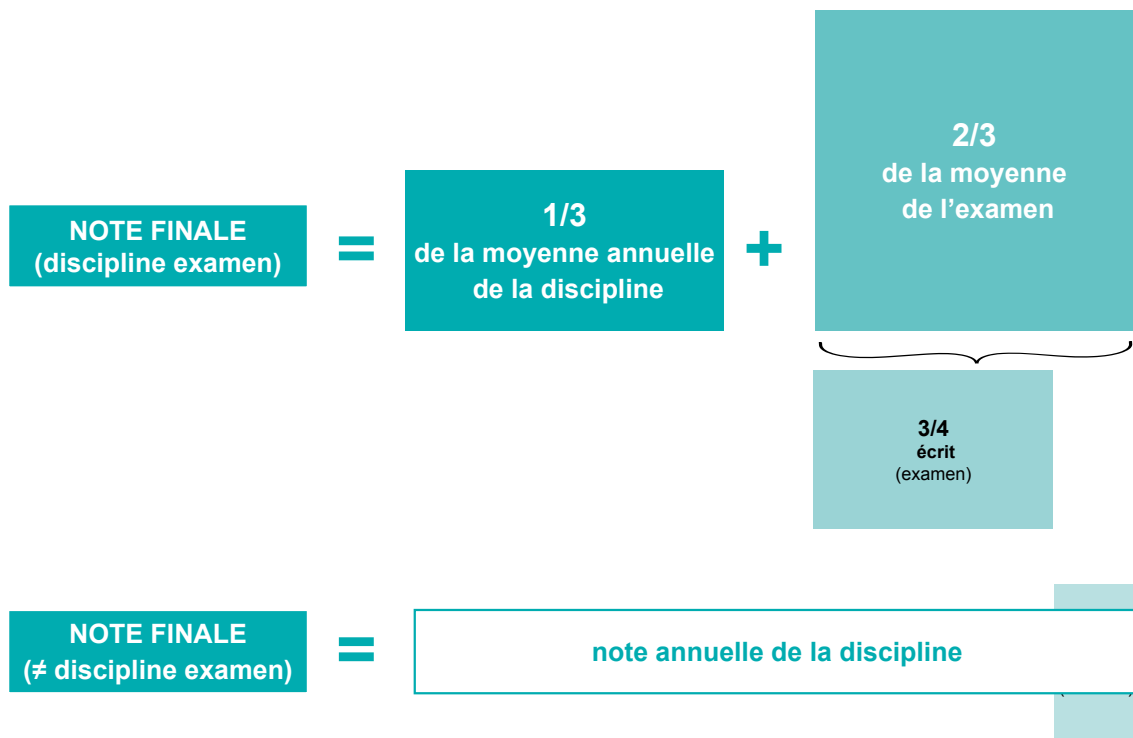 2/3
de la moyenne
de l'examen
NOTE FINALE
(discipline examen)
=
1/3
de la moyenne annuelle
de la discipline
+
3/4
écrit
(examen)
NOTE FINALE
(≠ discipline examen)
=
note annuelle de la discipline